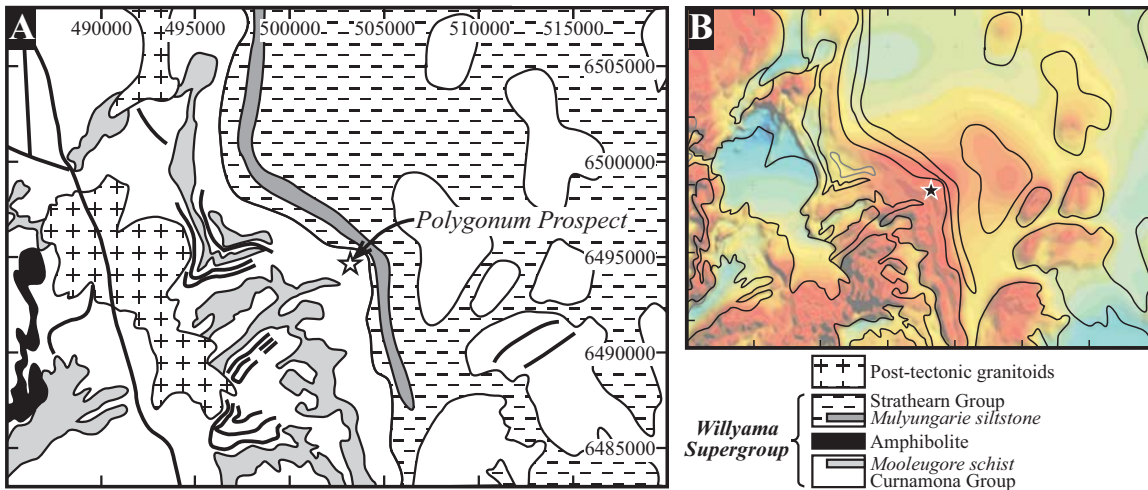 A
490000 495000 500000 505000 510000 515000
6505000
6500000
Polygonum Prospect
6495000
6490000
6485000
B
Post-tectonic granitoids
Strathearn Group
Mulyungarie siltstone
Willyama
Supergroup
Amphibolite
Mooleugore schist
Curnamona Group